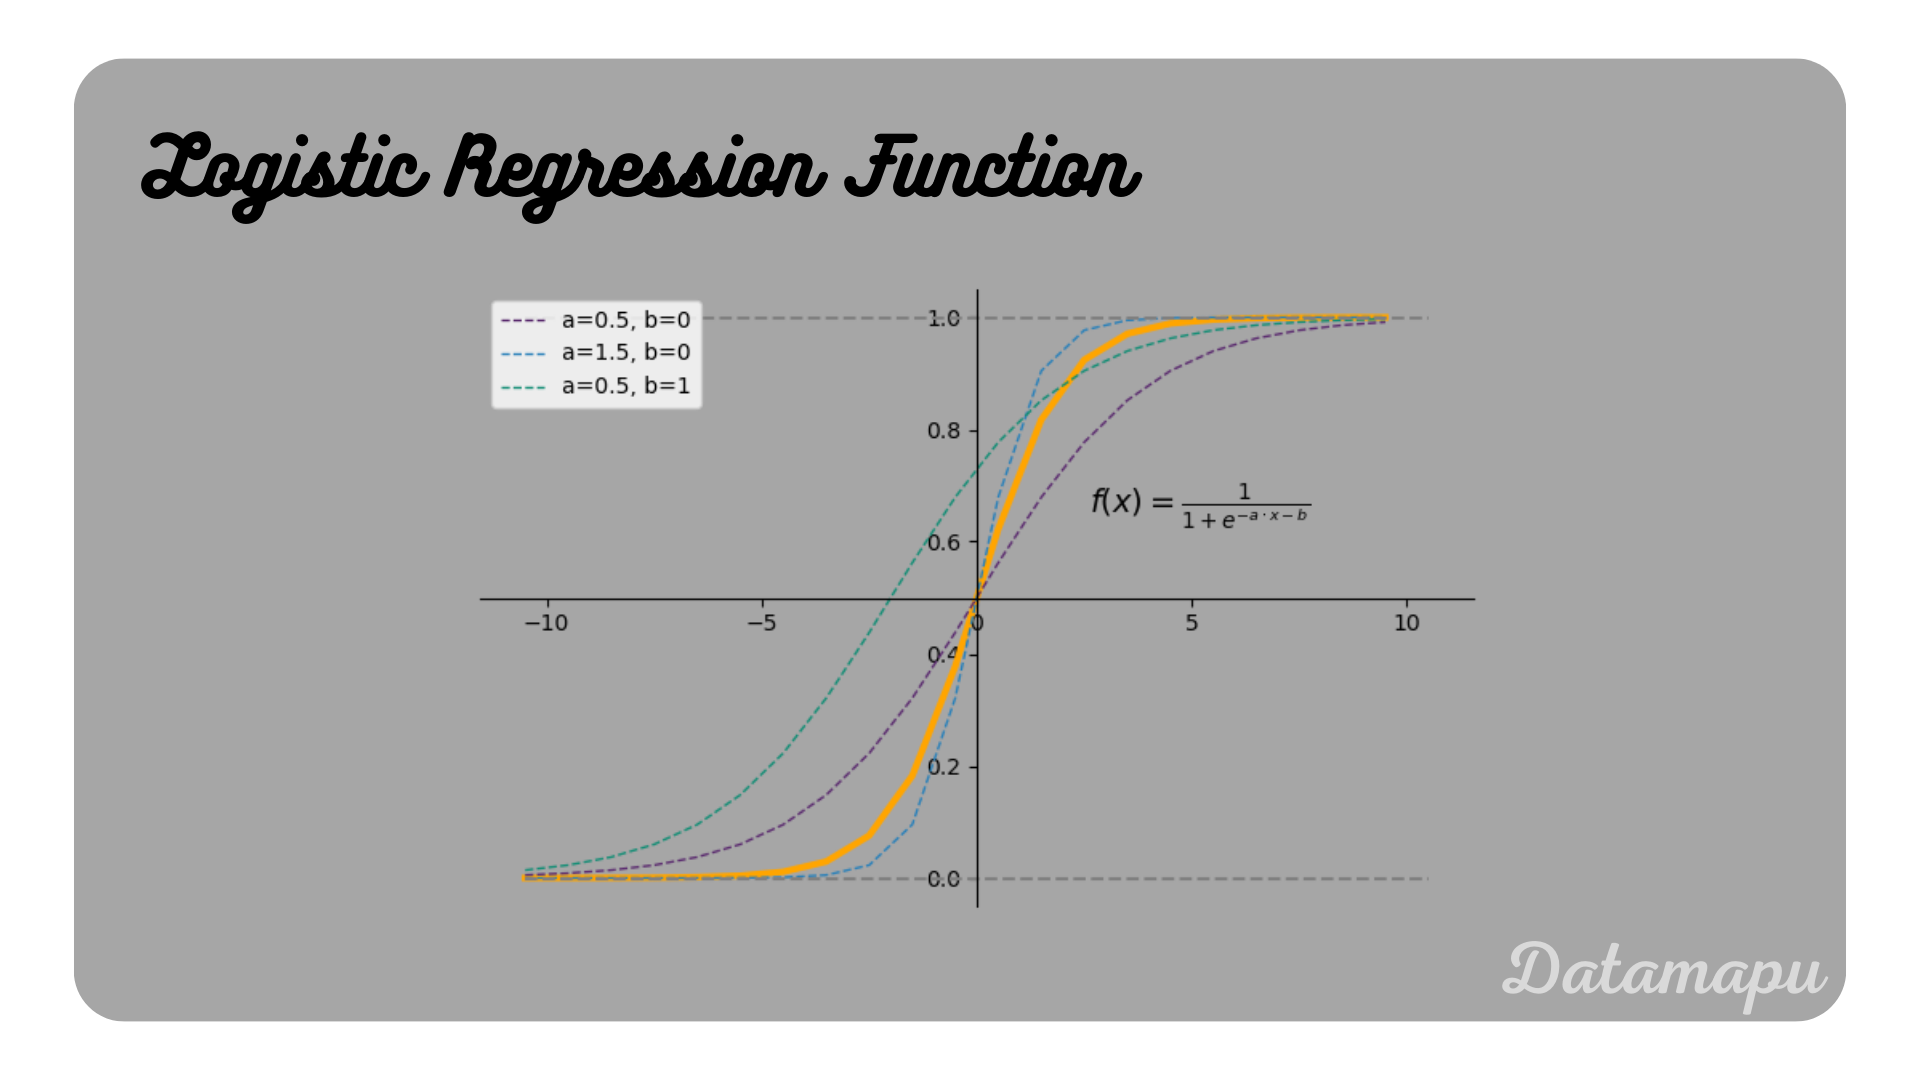 Logistic Regression Function
a=0.5, b=0
a=1.5, b=0
a=0.5, b=1
1.0
0.8
f(x) = \frac{1}{1 + e^{-a \cdot x - b}}
0.6
−10 −5 0 5 10
0.4
0.2
0.0
Datamapu